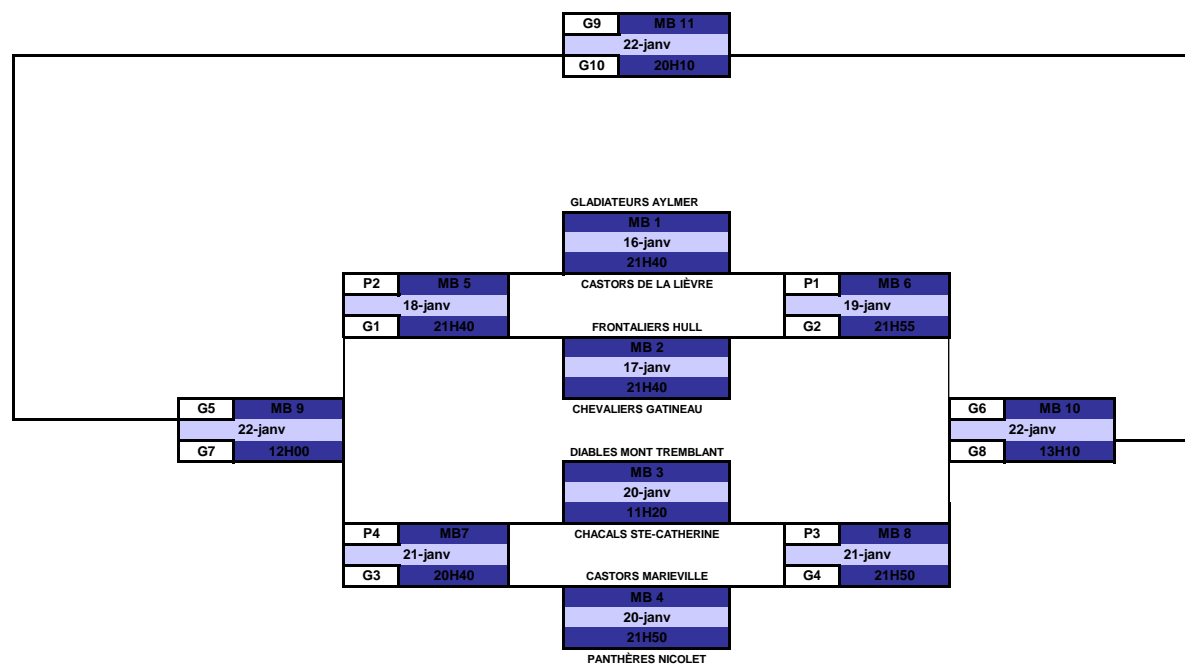 G9 MB 11
22-janv
G10 20H10
GLADIATEURS AYLMER
MB 1
16-janv
21H40
P2 MB 5 CASTORS DE LA LIÈVRE P1 MB 6
18-janv 19-janv
G1 21H40 FRONTALIERS HULL G2 21H55
MB 2
17-janv
21H40
G5 MB 9 CHEVALIERS GATINEAU G6 MB 10
22-janv 22-janv
G7 12H00 DIABLES MONT TREMBLANT G8 13H10
MB 3
20-janv
11H20
P4 MB7 CHACALS STE-CATHERINE P3 MB 8
21-janv 21-janv
G3 20H40 CASTORS MARIEVILLE G4 21H50
MB 4
20-janv
21H50
PANTHÈRES NICOLET